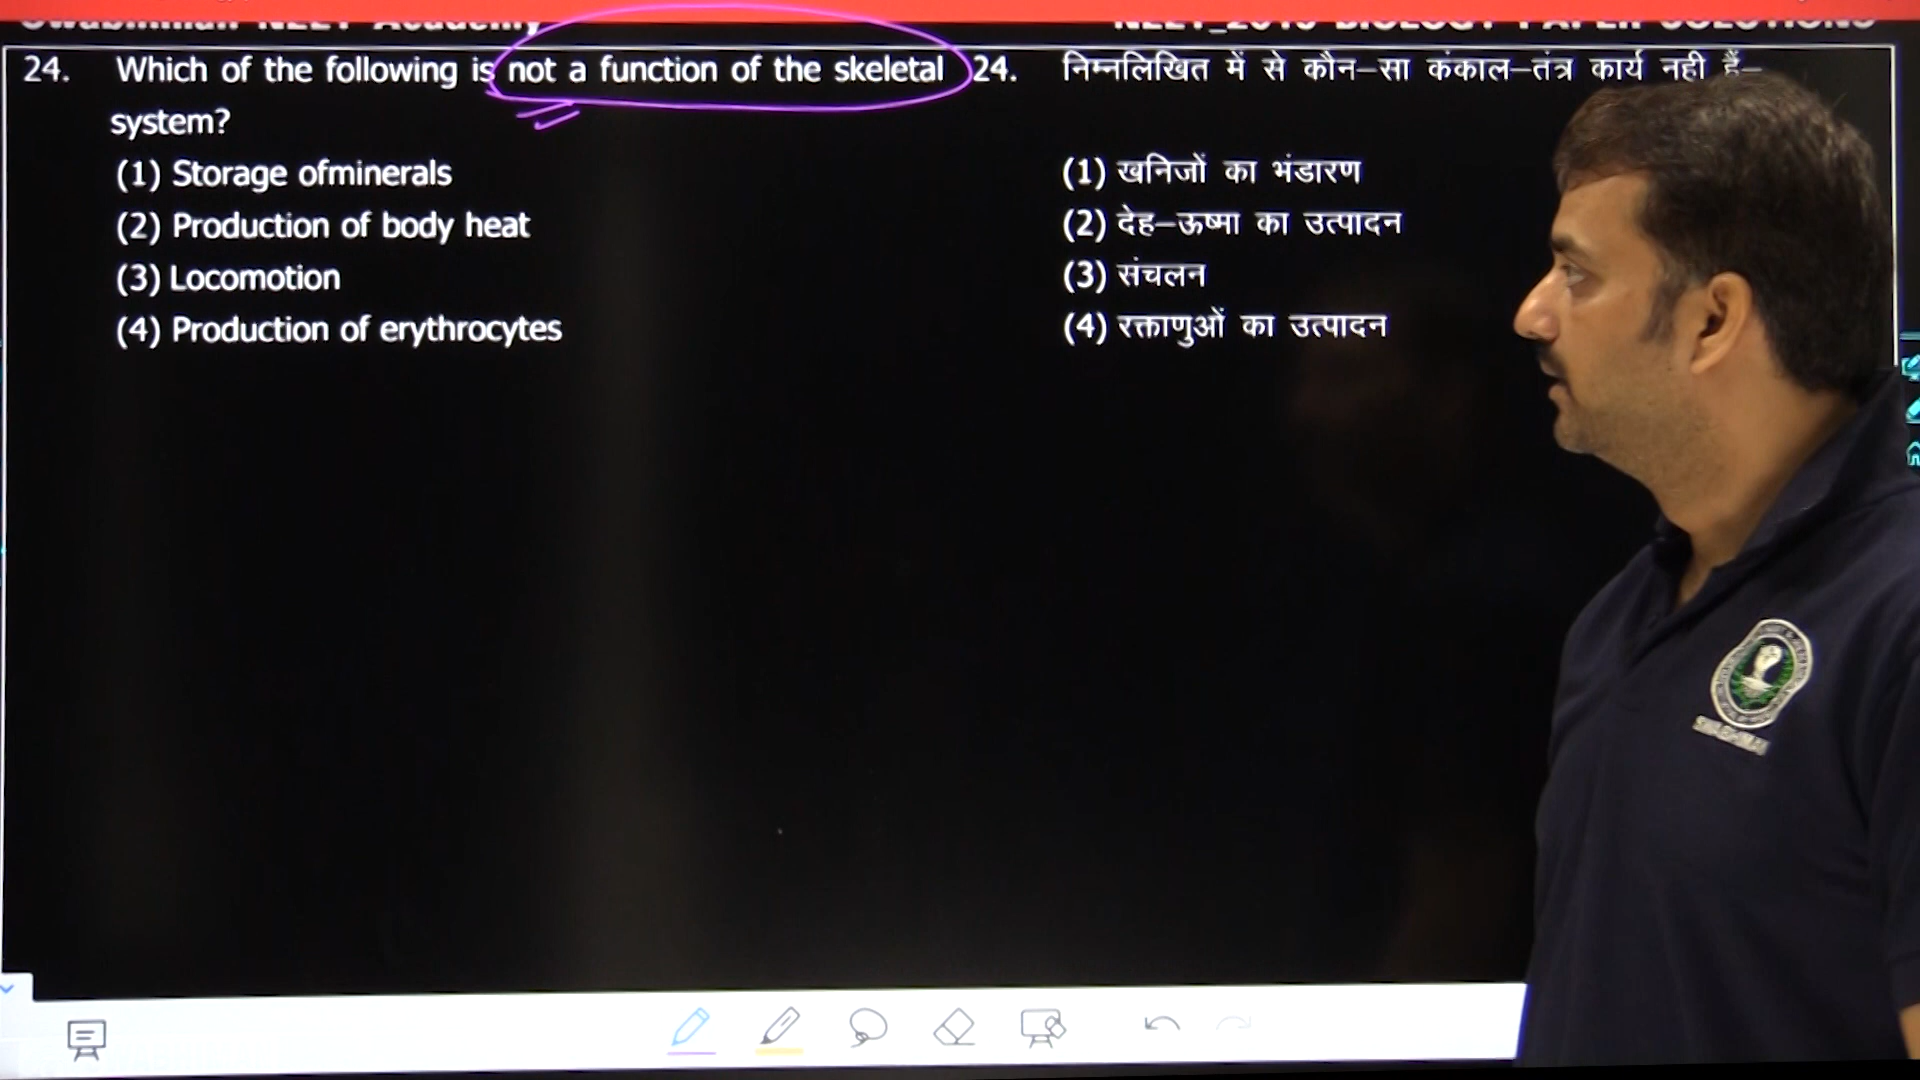 24. Which of the following is not a function of the skeletal
system?
(1) Storage ofminerals
(2) Production of body heat
(3) Locomotion
(4) Production of erythrocytes
24. निम्नलिखित में से कौन–सा कंकाल–तंत्र कार्य नही हैं–
(1) खनिजों का भंडारण
(2) देह–ऊष्मा का उत्पादन
(3) संचलन
(4) रक्ताणुओं का उत्पादन